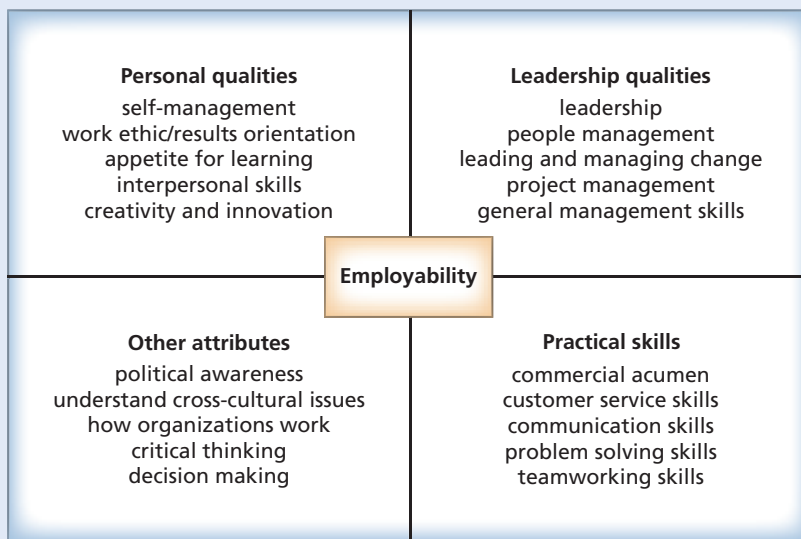 Personal qualities
self-management
work ethic/results orientation
appetite for learning
interpersonal skills
creativity and innovation
Leadership qualities
leadership
people management
leading and managing change
project management
general management skills
Employability
Other attributes
political awareness
understand cross-cultural issues
how organizations work
critical thinking
decision making
Practical skills
commercial acumen
customer service skills
communication skills
problem solving skills
teamworking skills